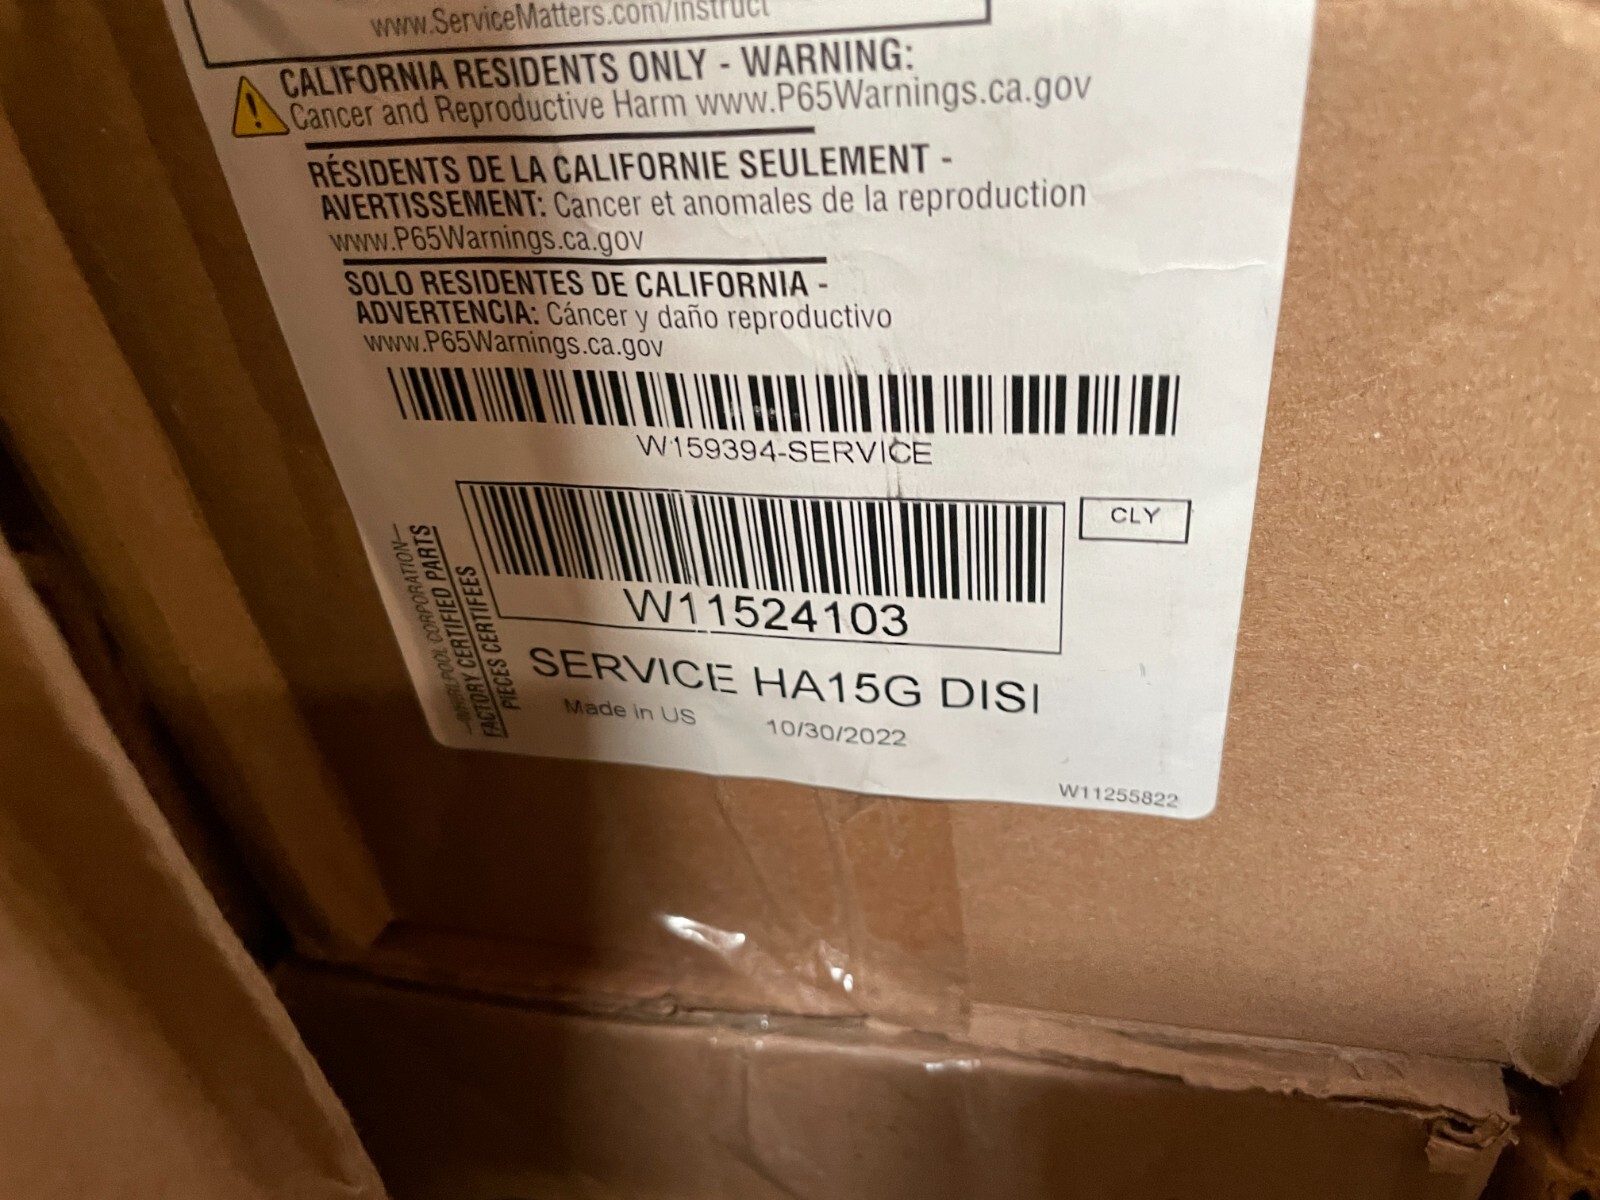 www.ServiceMatters.com/instruct
CALIFORNIA RESIDENTS ONLY - WARNING:
Cancer and Reproductive Harm www.P65Warnings.ca.gov
RÉSIDENTS DE LA CALIFORNIE SEULEMENT -
AVERTISSEMENT: Cancer et anomales de la reproduction
www.P65Warnings.ca.gov
SOLO RESIDENTES DE CALIFORNIA -
ADVERTENCIA: Cáncer y daño reproductivo
www.P65Warnings.ca.gov
W159394-SERVICE
CLY
W11524103
—WHIRLPOOL CORPORATION—
FACTORY CERTIFIED PARTS
PIECES CERTIFEES
SERVICE HA15G DISI
Made in US 10/30/2022
W11255822